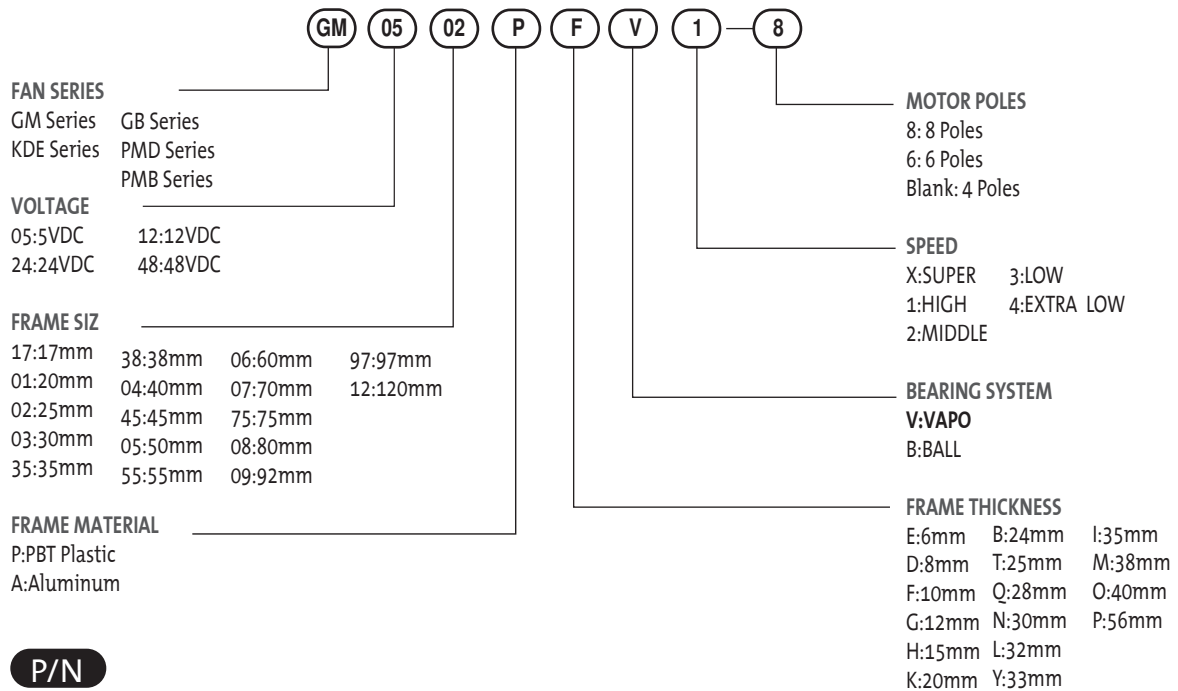 GM 05 02 P F V 1 — 8
FAN SERIES
GM Series GB Series
KDE Series PMD Series
PMB Series
VOLTAGE
05:5VDC 12:12VDC
24:24VDC 48:48VDC
FRAME SIZ
17:17mm 38:38mm 06:60mm 97:97mm
01:20mm 04:40mm 07:70mm 12:120mm
02:25mm 45:45mm 75:75mm
03:30mm 05:50mm 08:80mm
35:35mm 55:55mm 09:92mm
FRAME MATERIAL
P:PBT Plastic
A:Aluminum
P/N
MOTOR POLES
8: 8 Poles
6: 6 Poles
Blank: 4 Poles
SPEED
X:SUPER 3:LOW
1:HIGH 4:EXTRA LOW
2:MIDDLE
BEARING SYSTEM
V:VAPO
B:BALL
FRAME THICKNESS
E:6mm B:24mm I:35mm
D:8mm T:25mm M:38mm
F:10mm Q:28mm O:40mm
G:12mm N:30mm P:56mm
H:15mm L:32mm
K:20mm Y:33mm